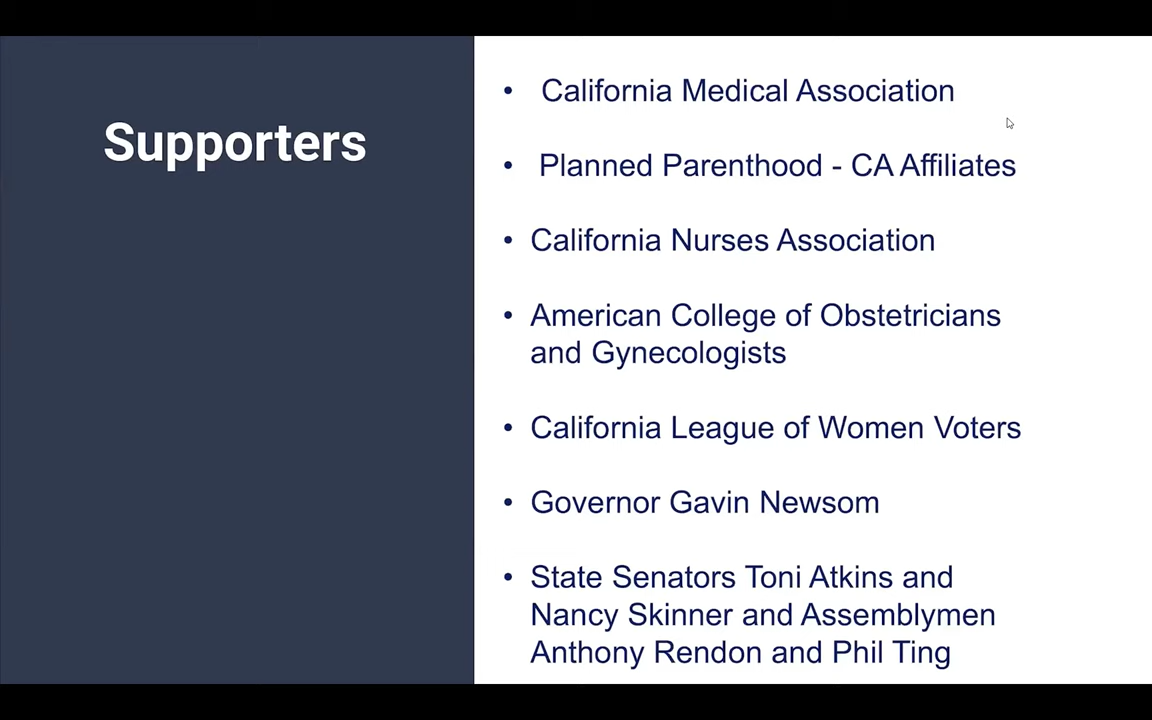 Supporters
• California Medical Association
• Planned Parenthood - CA Affiliates
• California Nurses Association
• American College of Obstetricians
and Gynecologists
• California League of Women Voters
• Governor Gavin Newsom
• State Senators Toni Atkins and
Nancy Skinner and Assemblymen
Anthony Rendon and Phil Ting